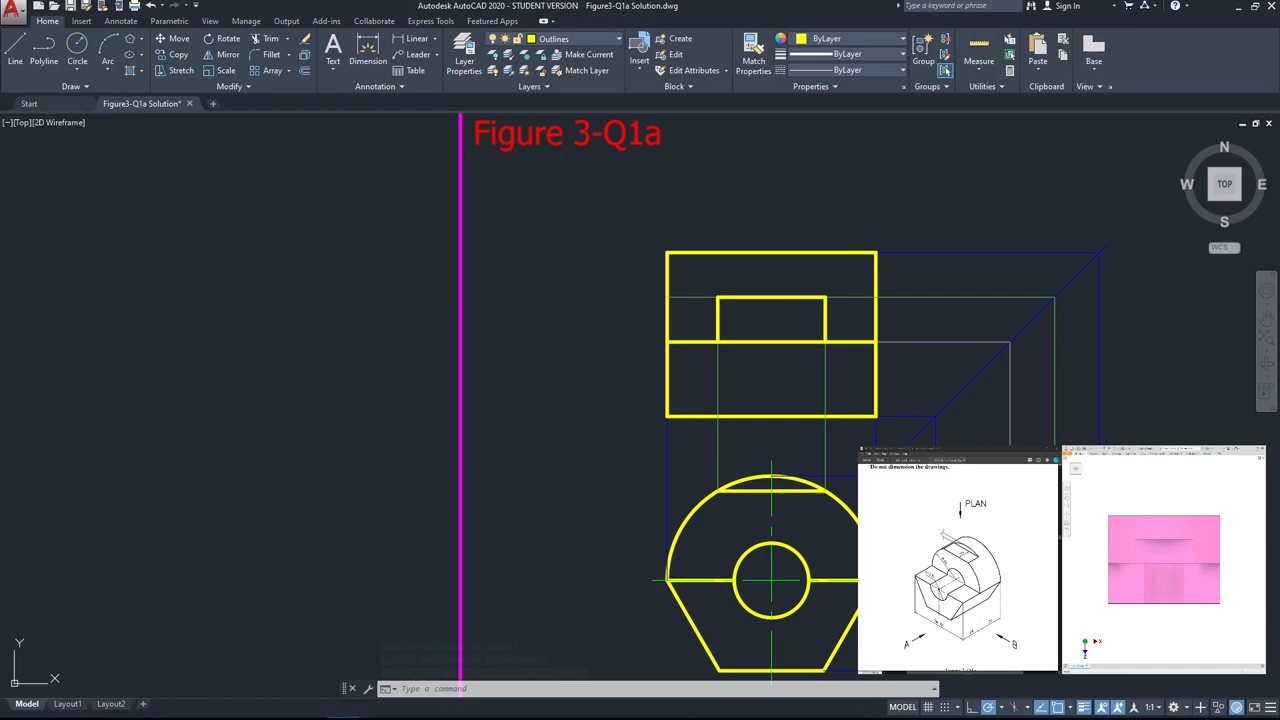 Autodesk AutoCAD 2020 - STUDENT VERSION Figure3-Q1a Solution.dwg
Type a keyword or phrase
Sign In
Home Insert Annotate Parametric View Manage Output Add-ins Collaborate Express Tools Featured Apps
Line Polyline Circle Arc
Move Rotate Trim
Copy Mirror Fillet
Stretch Scale Array
Text Dimension
Linear
Leader
Table
Layer Properties
Outlines
Make Current
Match Layer
Insert
Create
Edit
Edit Attributes
Match Properties
ByLayer
ByLayer
ByLayer
Group
Measure
Paste
Base
Draw Modify Annotation Layers Block Properties Groups Utilities Clipboard View
Start Figure3-Q1a Solution*
[−][Top][2D Wireframe]
Figure 3-Q1a
N
W TOP E
S
WCS
Do not dimension the drawings.
PLAN
A
B
Y
X
Type a command
Model Layout1 Layout2
MODEL
1:1